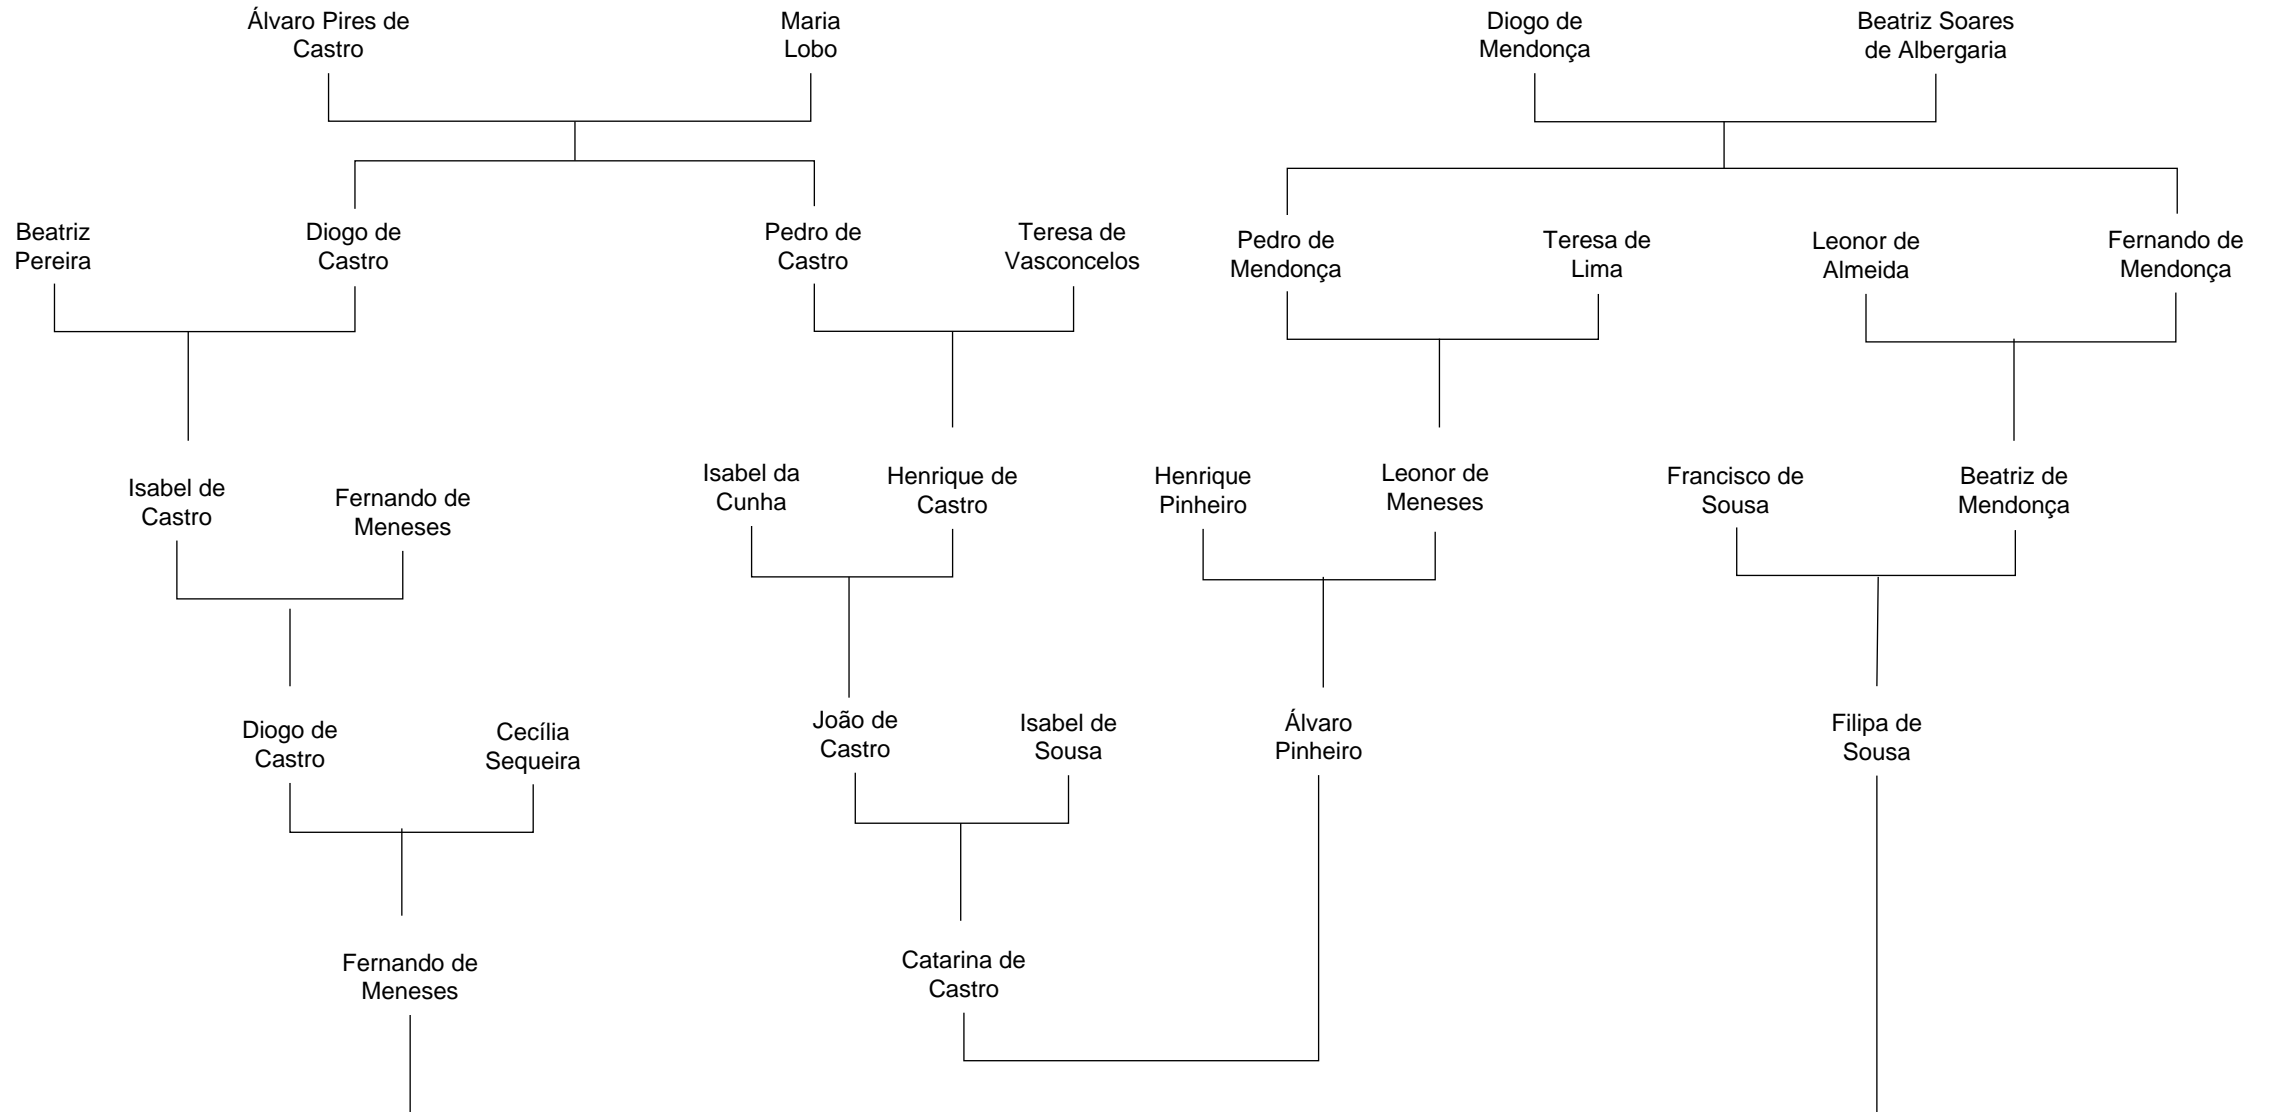 Álvaro Pires de
Castro
Maria
Lobo
Diogo de
Mendonça
Beatriz Soares
de Albergaria
Beatriz
Pereira
Diogo de
Castro
Pedro de
Castro
Teresa de
Vasconcelos
Pedro de
Mendonça
Teresa de
Lima
Leonor de
Almeida
Fernando de
Mendonça
Isabel de
Castro
Fernando de
Meneses
Isabel da
Cunha
Henrique de
Castro
Henrique
Pinheiro
Leonor de
Meneses
Francisco de
Sousa
Beatriz de
Mendonça
Diogo de
Castro
Cecília
Sequeira
João de
Castro
Isabel de
Sousa
Álvaro
Pinheiro
Filipa de
Sousa
Fernando de
Meneses
Catarina de
Castro